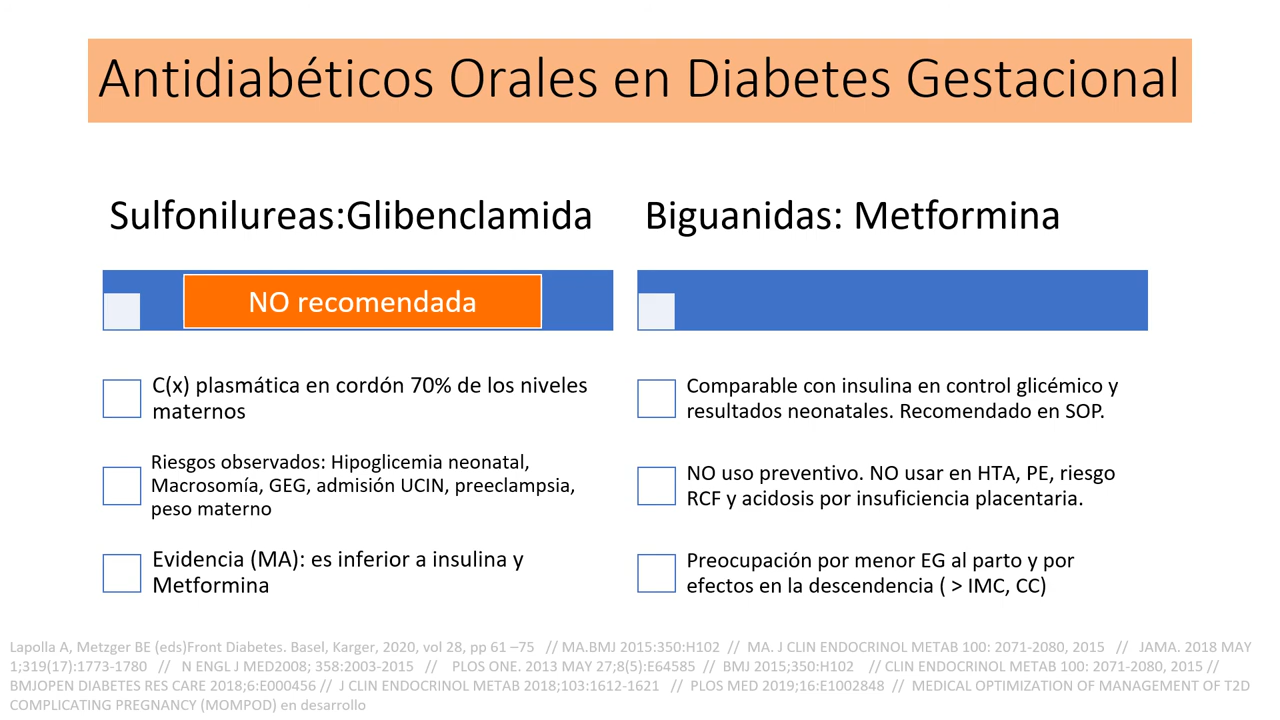 Antidiabéticos Orales en Diabetes Gestacional
Sulfonilureas:Glibenclamida
NO recomendada
C(x) plasmática en cordón 70% de los niveles
maternos
Riesgos observados: Hipoglicemia neonatal,
Macrosomía, GEG, admisión UCIN, preeclampsia,
peso materno
Evidencia (MA): es inferior a insulina y
Metformina
Biguanidas: Metformina
Comparable con insulina en control glicémico y
resultados neonatales. Recomendado en SOP.
NO uso preventivo. NO usar en HTA, PE, riesgo
RCF y acidosis por insuficiencia placentaria.
Preocupación por menor EG al parto y por
efectos en la descendencia ( > IMC, CC)
Lapolla A, Metzger BE (eds)Front Diabetes. Basel, Karger, 2020, vol 28, pp 61 –75 // MA.BMJ 2015:350:H102 // MA. J CLIN ENDOCRINOL METAB 100: 2071-2080, 2015 // JAMA. 2018 MAY
1;319(17):1773-1780 // N ENGL J MED2008; 358:2003-2015 // PLOS ONE. 2013 MAY 27;8(5):E64585 // BMJ 2015;350:H102 // CLIN ENDOCRINOL METAB 100: 2071-2080, 2015 //
BMJOPEN DIABETES RES CARE 2018;6:E000456 // J CLIN ENDOCRINOL METAB 2018;103:1612-1621 // PLOS MED 2019;16:E1002848 // MEDICAL OPTIMIZATION OF MANAGEMENT OF T2D
COMPLICATING PREGNANCY (MOMPOD) en desarrollo